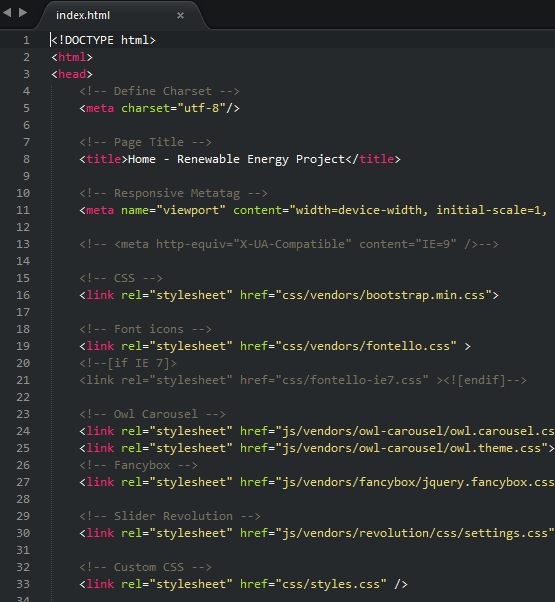 index.html ×
1 <!DOCTYPE html>
2 <html>
3 <head>
4 <!-- Define Charset -->
5 <meta charset="utf-8"/>
6
7 <!-- Page Title -->
8 <title>Home - Renewable Energy Project</title>
9
10 <!-- Responsive Metatag -->
11 <meta name="viewport" content="width=device-width, initial-scale=1,
12
13 <!-- <meta http-equiv="X-UA-Compatible" content="IE=9" />-->
14
15 <!-- CSS -->
16 <link rel="stylesheet" href="css/vendors/bootstrap.min.css">
17
18 <!-- Font icons -->
19 <link rel="stylesheet" href="css/vendors/fontello.css" >
20 <!--[if IE 7]>
21 <link rel="stylesheet" href="css/fontello-ie7.css" ><![endif]-->
22
23 <!-- Owl Carousel -->
24 <link rel="stylesheet" href="js/vendors/owl-carousel/owl.carousel.cs
25 <link rel="stylesheet" href="js/vendors/owl-carousel/owl.theme.css">
26 <!-- Fancybox -->
27 <link rel="stylesheet" href="js/vendors/fancybox/jquery.fancybox.css
28
29 <!-- Slider Revolution -->
30 <link rel="stylesheet" href="js/vendors/revolution/css/settings.css"
31
32 <!-- Custom CSS -->
33 <link rel="stylesheet" href="css/styles.css" />
34